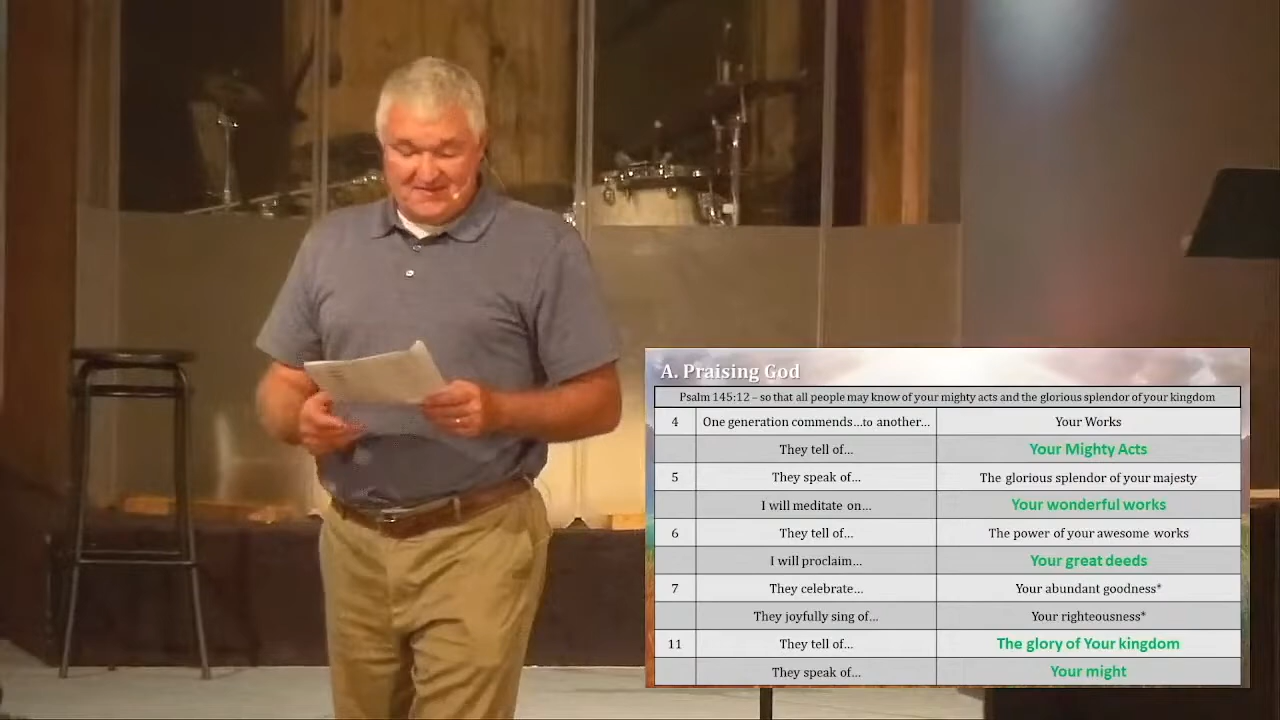 A. Praising God
Psalm 145:12 – so that all people may know of your mighty acts and the glorious splendor of your kingdom
4 One generation commends...to another... Your Works
They tell of... Your Mighty Acts
5 They speak of... The glorious splendor of your majesty
I will meditate on... Your wonderful works
6 They tell of... The power of your awesome works
I will proclaim... Your great deeds
7 They celebrate... Your abundant goodness*
They joyfully sing of... Your righteousness*
11 They tell of... The glory of Your kingdom
They speak of... Your might